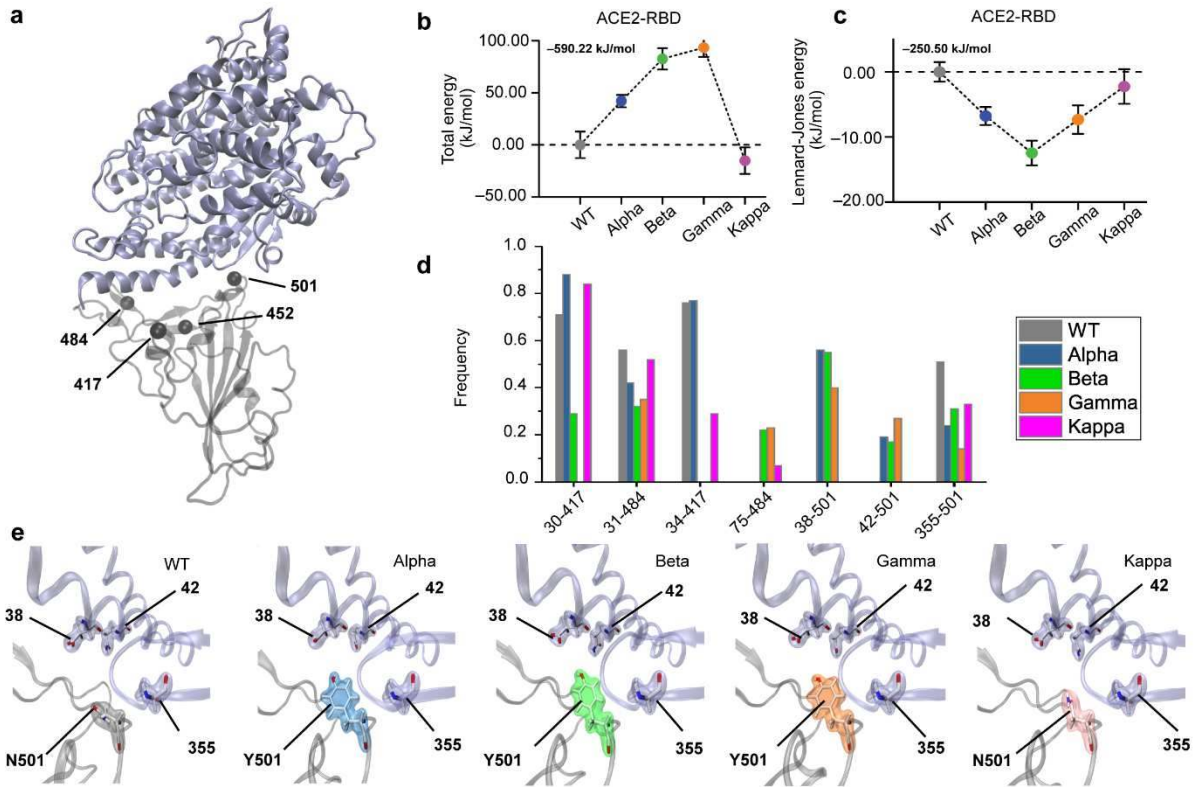 a
501
484
452
417
b
ACE2-RBD
–590.22 kJ/mol
Total energy
(kJ/mol)
100.00
50.00
0.00
-50.00
WT
Alpha
Beta
Gamma
Kappa
c
ACE2-RBD
–250.50 kJ/mol
Lennard-Jones energy
(kJ/mol)
0.00
-10.00
-20.00
WT
Alpha
Beta
Gamma
Kappa
d
Frequency
1.0
0.8
0.6
0.4
0.2
0.0
30-417
31-484
34-417
75-484
38-501
42-501
355-501
WT
Alpha
Beta
Gamma
Kappa
e
WT
42
38
N501
355
Alpha
42
38
Y501
355
Beta
42
38
Y501
355
Gamma
42
38
Y501
355
Kappa
42
38
N501
355